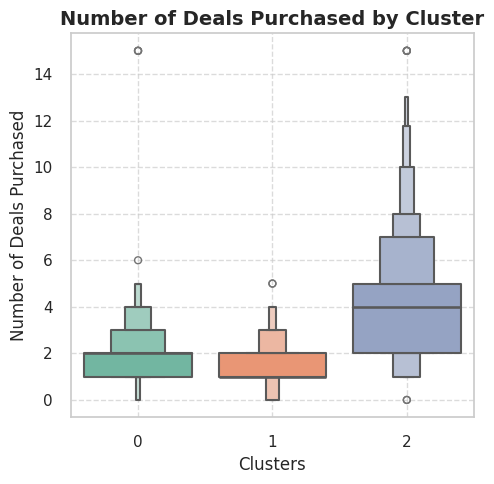 Number of Deals Purchased by Cluster
Number of Deals Purchased
14
12
10
8
6
4
2
0
0 1 2
Clusters